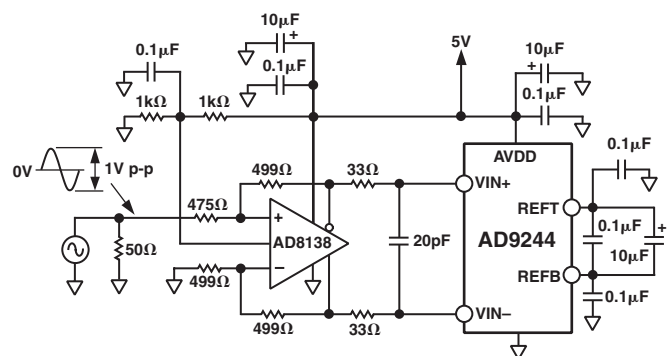 10µF
+
0.1µF
0.1µF
5V
10µF
+
0.1µF
1kΩ
1kΩ
AVDD
0V
1V p-p
499Ω
33Ω
VIN+
0.1µF
REFT
475Ω
+
AD8138
20pF
AD9244
0.1µF
+
10µF
50Ω
499Ω
–
REFB
0.1µF
499Ω
33Ω
VIN–